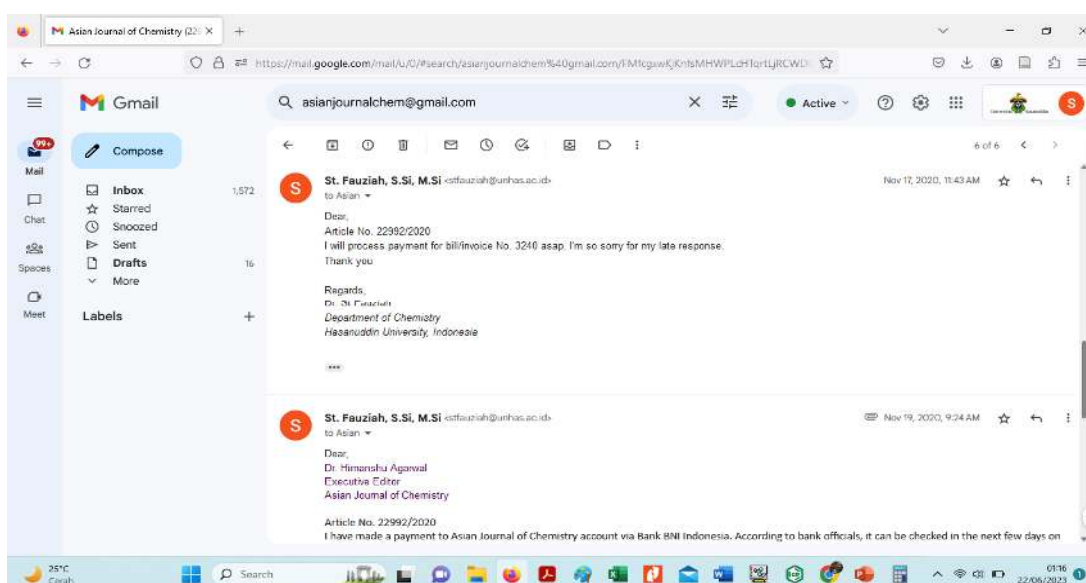 Asian Journal of Chemistry (22
https://mail.google.com/mail/u/0/#search/asianjournalchem%40gmail.com/
Gmail
asianjournalchem@gmail.com
Active
S
99+
Mail
Compose
6 of 6
Chat
Spaces
Meet
Inbox 1,572
Starred
Snoozed
Sent
Drafts 16
More
Labels
S
St. Fauziah, S.Si, M.Si <stfauziah@unhas.ac.id>
Nov 17, 2020, 11:43 AM
to Asian
Dear,
Article No. 22992/2020
I will process payment for bill/invoice No. 3240 asap. I'm so sorry for my late response.
Thank you
Regards,
Dr. St Fauziah
Department of Chemistry
Hasanuddin University, Indonesia
S
St. Fauziah, S.Si, M.Si <stfauziah@unhas.ac.id>
Nov 19, 2020, 9:24 AM
to Asian
Dear,
Dr. Himanshu Agarwal
Executive Editor
Asian Journal of Chemistry
Article No. 22992/2020
I have made a payment to Asian Journal of Chemistry account via Bank BNI Indonesia. According to bank officials, it can be checked in the next few days on
25°C
Cerah
Search
01:16
22/06/2023